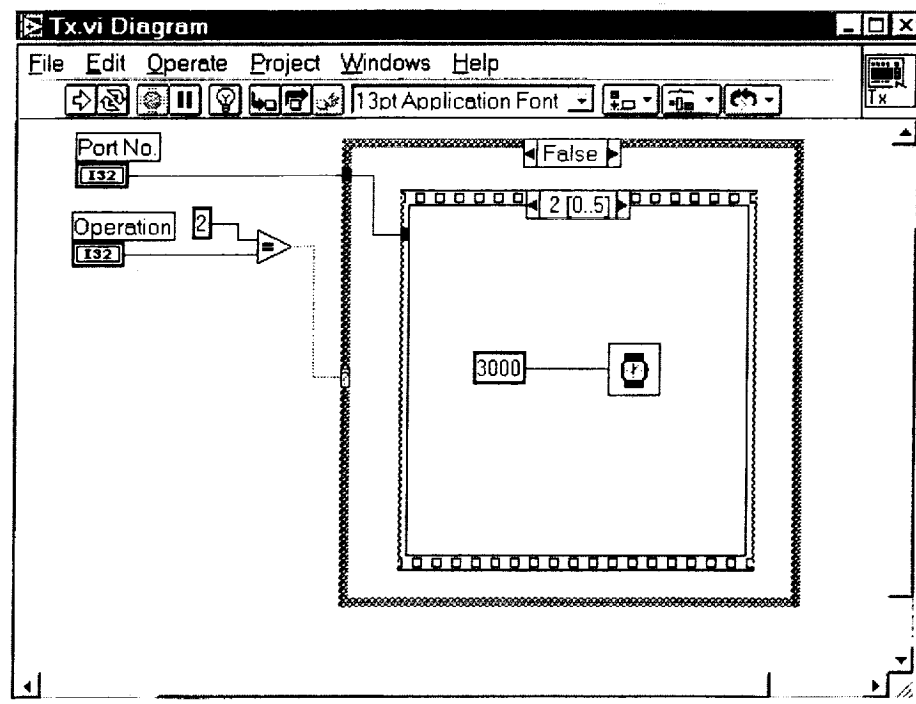 Tx.vi Diagram
File Edit Operate Project Windows Help
13pt Application Font
Tx
Port No.
I32
Operation
I32
2
=
False
2 [0..5]
3000